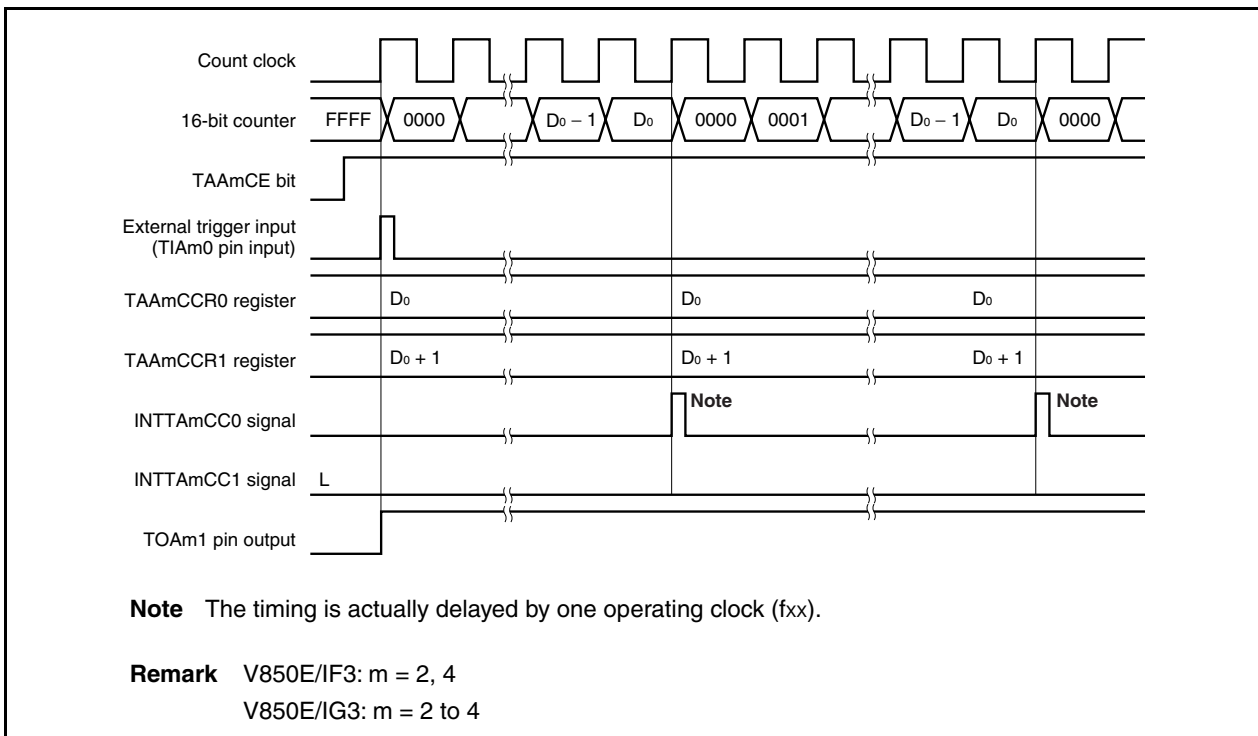 Count clock
16-bit counter FFFF 0000 D0 – 1 D0 0000 0001 D0 – 1 D0 0000
TAAmCE bit
External trigger input
(TIAm0 pin input)
TAAmCCR0 register D0 D0 D0
TAAmCCR1 register D0 + 1 D0 + 1 D0 + 1
INTTAmCC0 signal Note Note
INTTAmCC1 signal L
TOAm1 pin output
Note The timing is actually delayed by one operating clock (fxx).
Remark V850E/IF3: m = 2, 4
V850E/IG3: m = 2 to 4